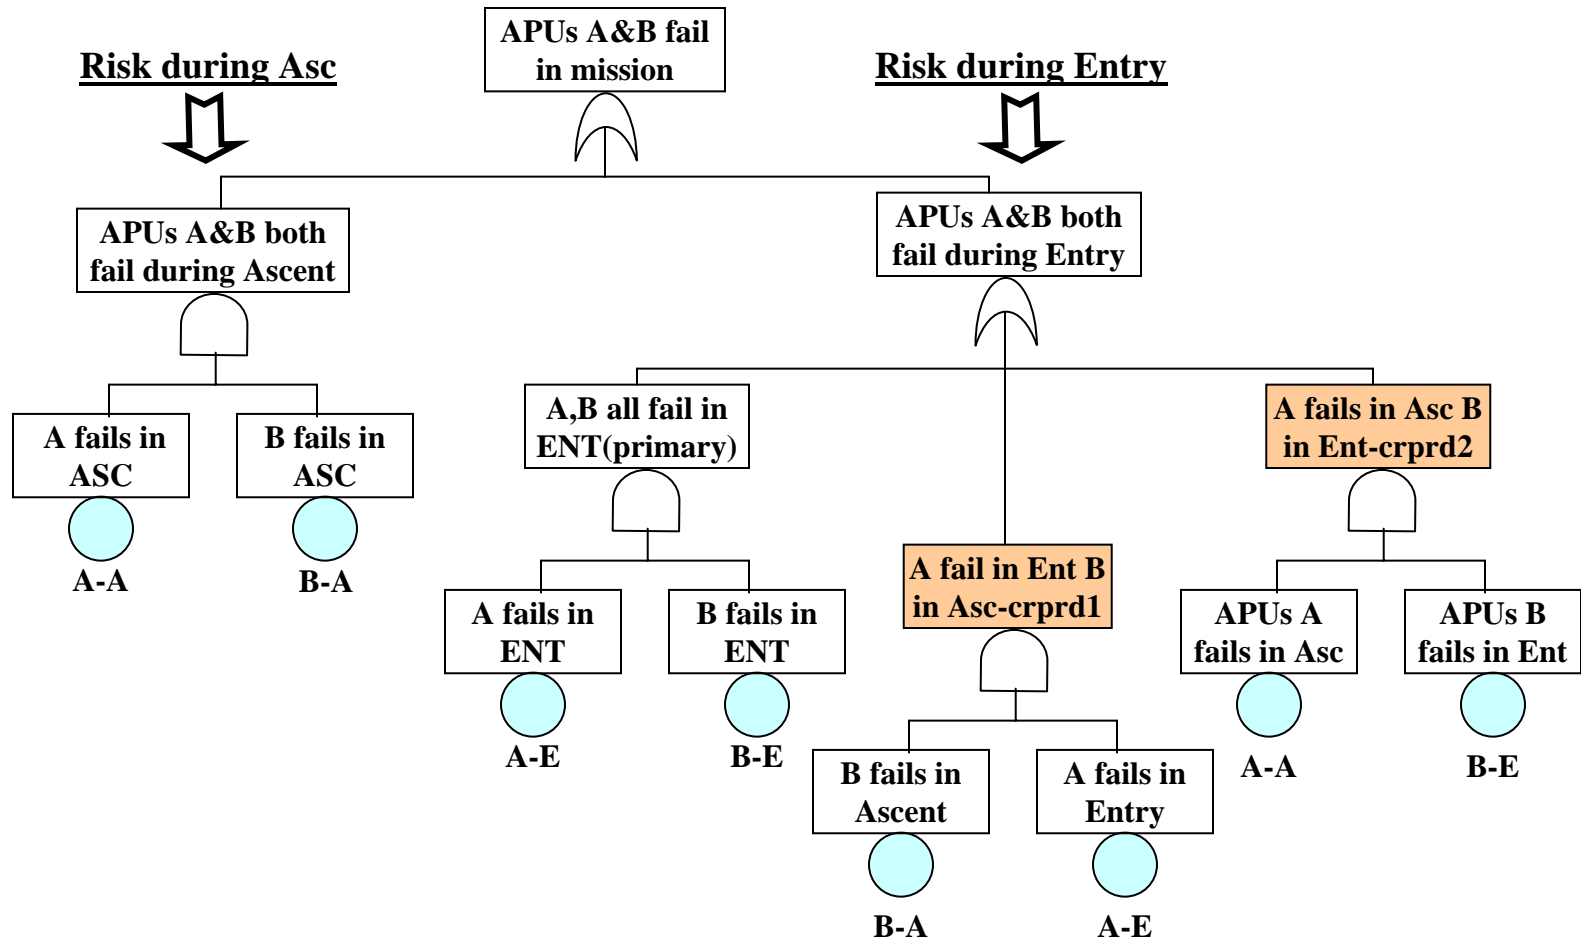 APUs A&B fail
in mission
Risk during Asc
Risk during Entry
APUs A&B both
fail during Ascent
APUs A&B both
fail during Entry
A fails in
ASC
B fails in
ASC
A-A
B-A
A,B all fail in
ENT(primary)
A fails in Asc B
in Ent-crprd2
A fail in Ent B
in Asc-crprd1
A fails in
ENT
B fails in
ENT
A-E
B-E
APUs A
fails in Asc
APUs B
fails in Ent
A-A
B-E
B fails in
Ascent
A fails in
Entry
B-A
A-E